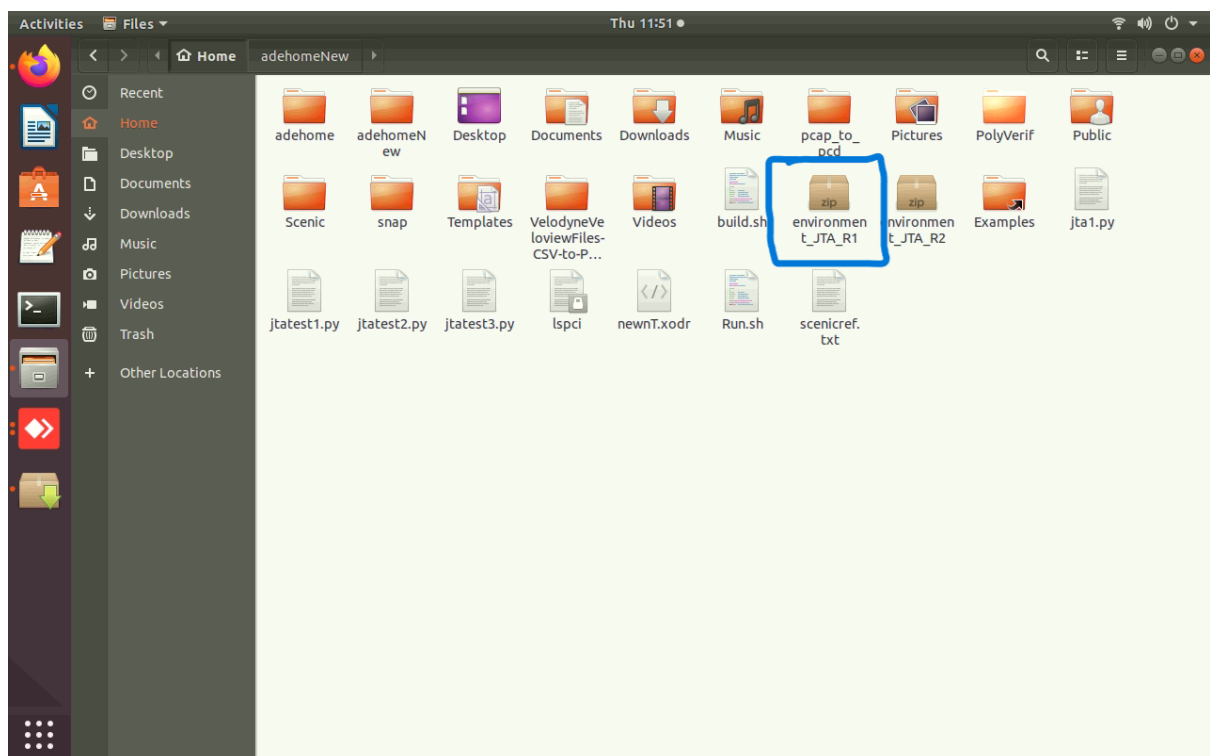 Activities
Files
Thu 11:51
Home
adehomeNew
Recent
Home
Desktop
Documents
Downloads
Music
Pictures
Videos
Trash
Other Locations
adehome
adehomeN
ew
Desktop
Documents
Downloads
Music
pcap_to_
pcd
Pictures
PolyVerif
Public
Scenic
snap
Templates
VelodyneVe
loviewFiles-
CSV-to-P...
Videos
build.sh
zip
environmen
t_JTA_R1
zip
nvironmen
t_JTA_R2
Examples
jta1.py
jtatest1.py
jtatest2.py
jtatest3.py
lspci
newnT.xodr
Run.sh
scenicref.
txt